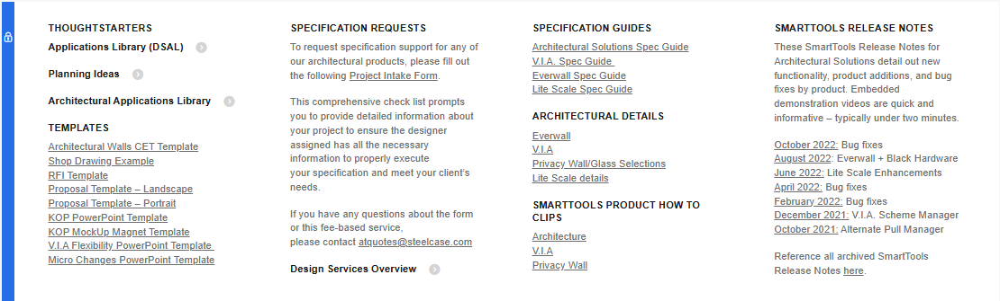 THOUGHTSTARTERS
Applications Library (DSAL)
Planning Ideas
Architectural Applications Library
TEMPLATES
Architectural Walls CET Template
Shop Drawing Example
RFI Template
Proposal Template – Landscape
Proposal Template – Portrait
KOP PowerPoint Template
KOP MockUp Magnet Template
V.I.A Flexibility PowerPoint Template
Micro Changes PowerPoint Template
SPECIFICATION REQUESTS
To request specification support for any of
our architectural products, please fill out
the following Project Intake Form.
This comprehensive check list prompts
you to provide detailed information about
your project to ensure the designer
assigned has all the necessary
information to properly execute
your specification and meet your client's
needs.
If you have any questions about the form
or this fee-based service,
please contact atquotes@steelcase.com
Design Services Overview
SPECIFICATION GUIDES
Architectural Solutions Spec Guide
V.I.A. Spec Guide
Everwall Spec Guide
Lite Scale Spec Guide
ARCHITECTURAL DETAILS
Everwall
V.I.A
Privacy Wall/Glass Selections
Lite Scale details
SMARTTOOLS PRODUCT HOW TO
CLIPS
Architecture
V.I.A
Privacy Wall
SMARTTOOLS RELEASE NOTES
These SmartTools Release Notes for
Architectural Solutions detail out new
functionality, product additions, and bug
fixes by product. Embedded
demonstration videos are quick and
informative – typically under two minutes.
October 2022: Bug fixes
August 2022: Everwall + Black Hardware
June 2022: Lite Scale Enhancements
April 2022: Bug fixes
February 2022: Bug fixes
December 2021: V.I.A. Scheme Manager
October 2021: Alternate Pull Manager
Reference all archived SmartTools
Release Notes here.